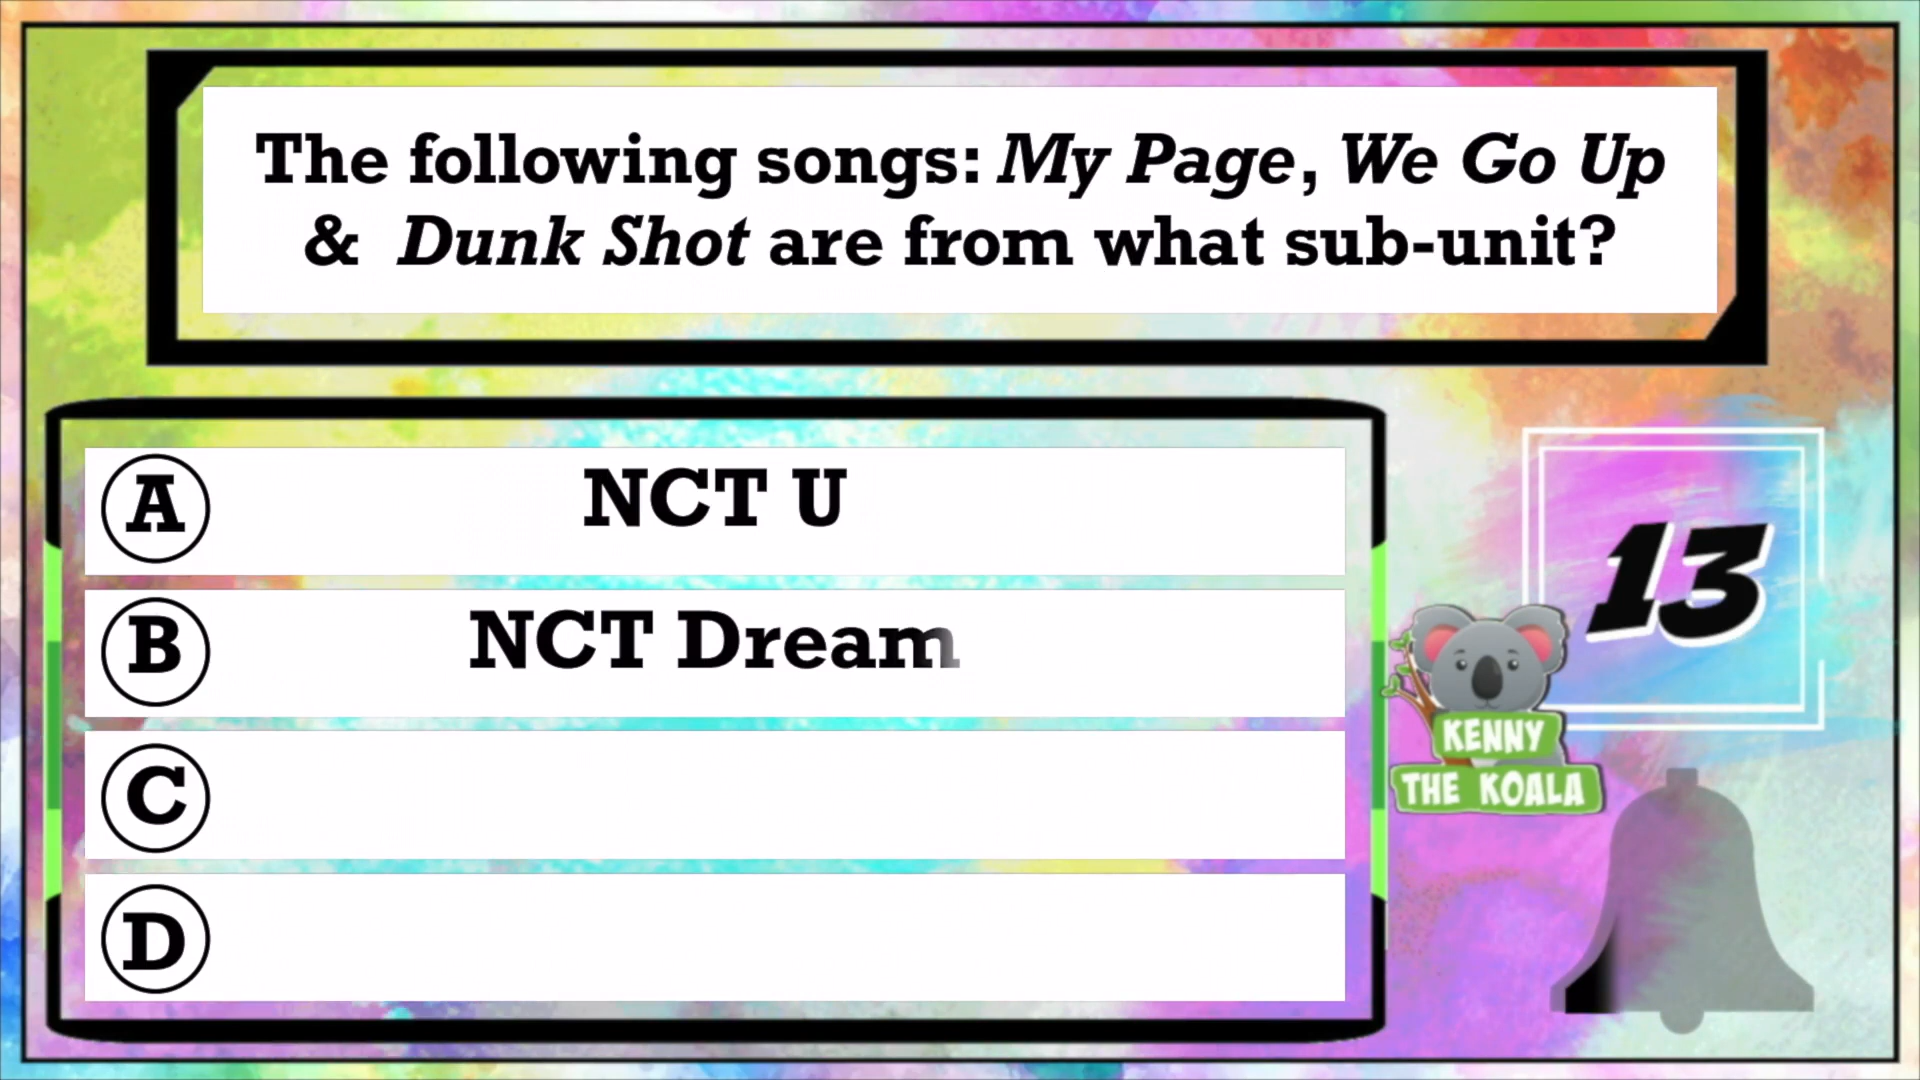 The following songs: My Page, We Go Up
& Dunk Shot are from what sub-unit?
A NCT U
B NCT Dream
C
D
13
KENNY
THE KOALA